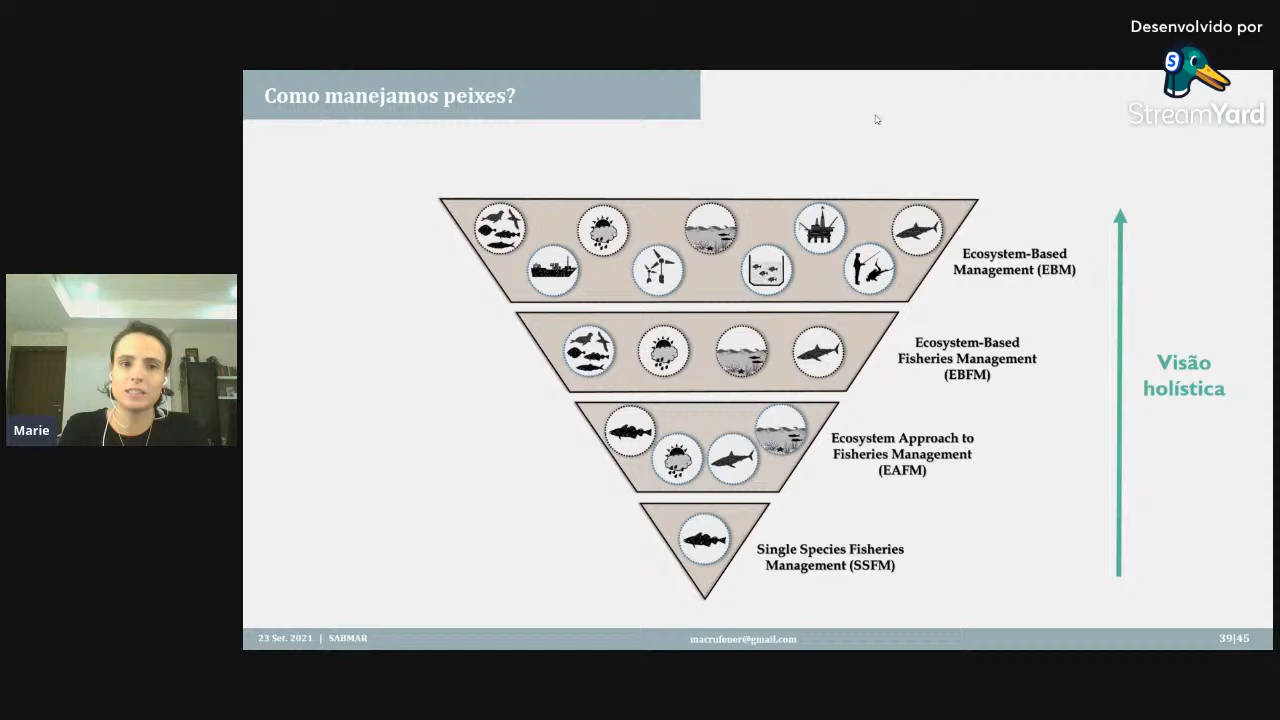 Desenvolvido por
S
StreamYard
Como manejamos peixes?
Ecosystem-Based
Management (EBM)
Ecosystem-Based
Fisheries Management
(EBFM)
Visão
holística
Ecosystem Approach to
Fisheries Management
(EAFM)
Single Species Fisheries
Management (SSFM)
Marie
23 Set. 2021 | SABMAR
macrufener@gmail.com
39|45